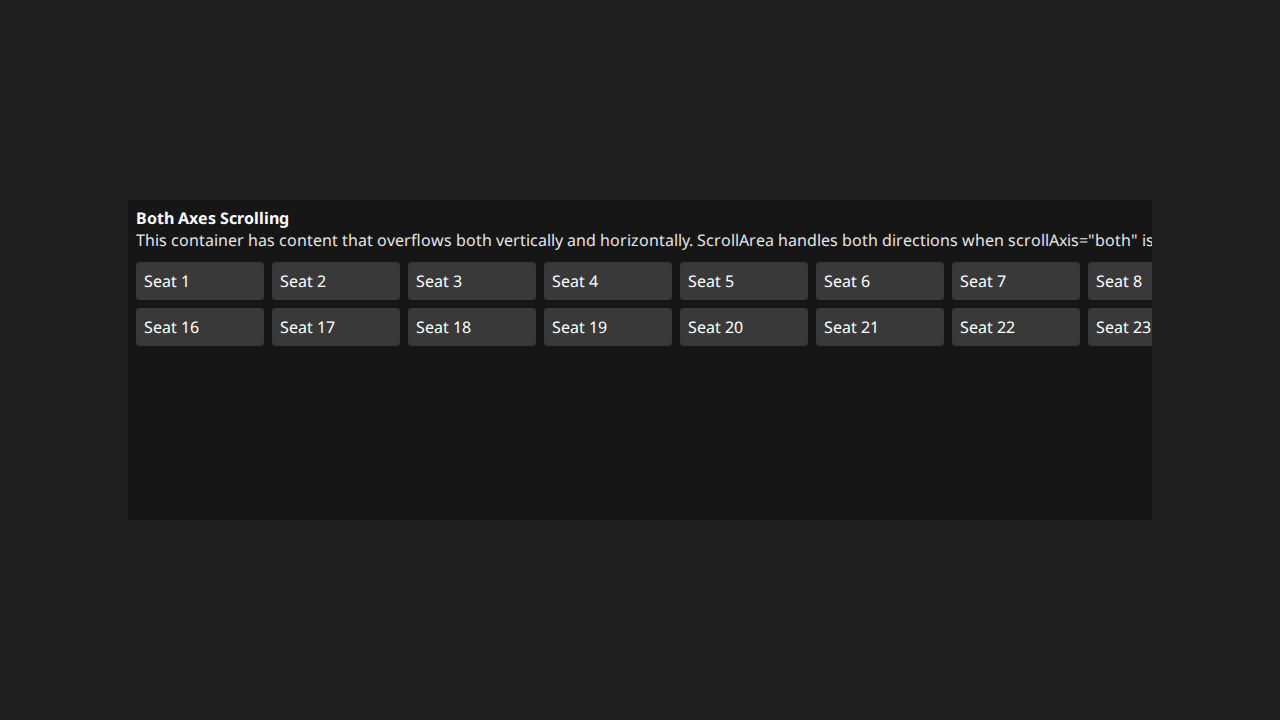 Both Axes Scrolling
This container has content that overflows both vertically and horizontally. ScrollArea handles both directions when scrollAxis="both" is
Seat 1 Seat 2 Seat 3 Seat 4 Seat 5 Seat 6 Seat 7 Seat 8
Seat 16 Seat 17 Seat 18 Seat 19 Seat 20 Seat 21 Seat 22 Seat 23